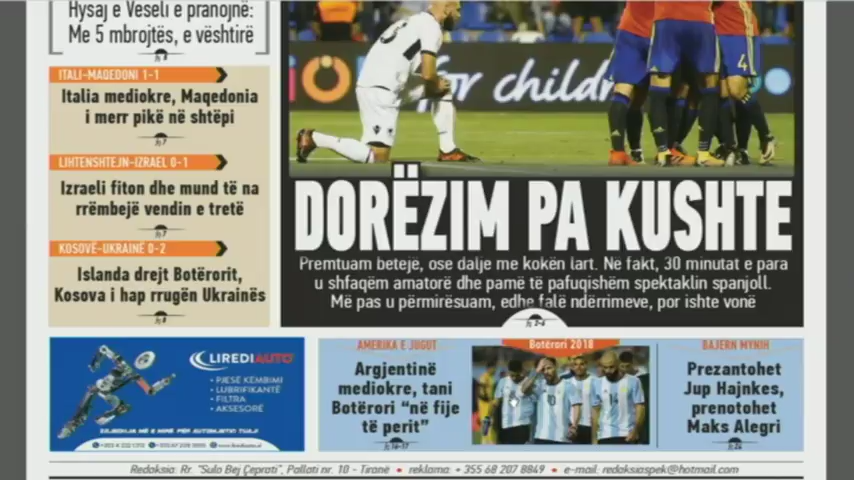 Hysaj e Veseli e pranojnë:
Me 5 mbrojtës, e vështirë
ITALI-MAQEDONI 1-1
Italia mediokre, Maqedonia
i merr pikë në shtëpi
LIHTENSHTEJN-IZRAEL 0-1
Izraeli fiton dhe mund të na
rrëmbejë vendin e tretë
KOSOVË-UKRAINË 0-2
Islanda drejt Botërorit,
Kosova i hap rrugën Ukrainës
for children
DORËZIM PA KUSHTE
Premtuam betejë, ose dalje me kokën lart. Në fakt, 30 minutat e para
u shfaqëm amatorë dhe pamë të pafuqishëm spektaklin spanjoll.
Më pas u përmirësuam, edhe falë ndërrimeve, por ishte vonë
LIREDIAUTO
• PJESË KËMBIMI
• LUBRIFIKANTË
• FILTRA
• AKSESORË
www.lirediauto
AMERIKA E JUGUT
Argjentinë
mediokre, tani
Botërori “në fije
të perit”
Botërori 2018
BAJERN MYNIH
Prezantohet
Jup Hajnkes,
prenotohet
Maks Alegri
Redaksia: Rr. “Sulo Bej Çeprati”, Pallati nr. 10 - Tiranë • reklama: + 355 68 207 8849 • e-mail: redaksiaspek@hotmail.com